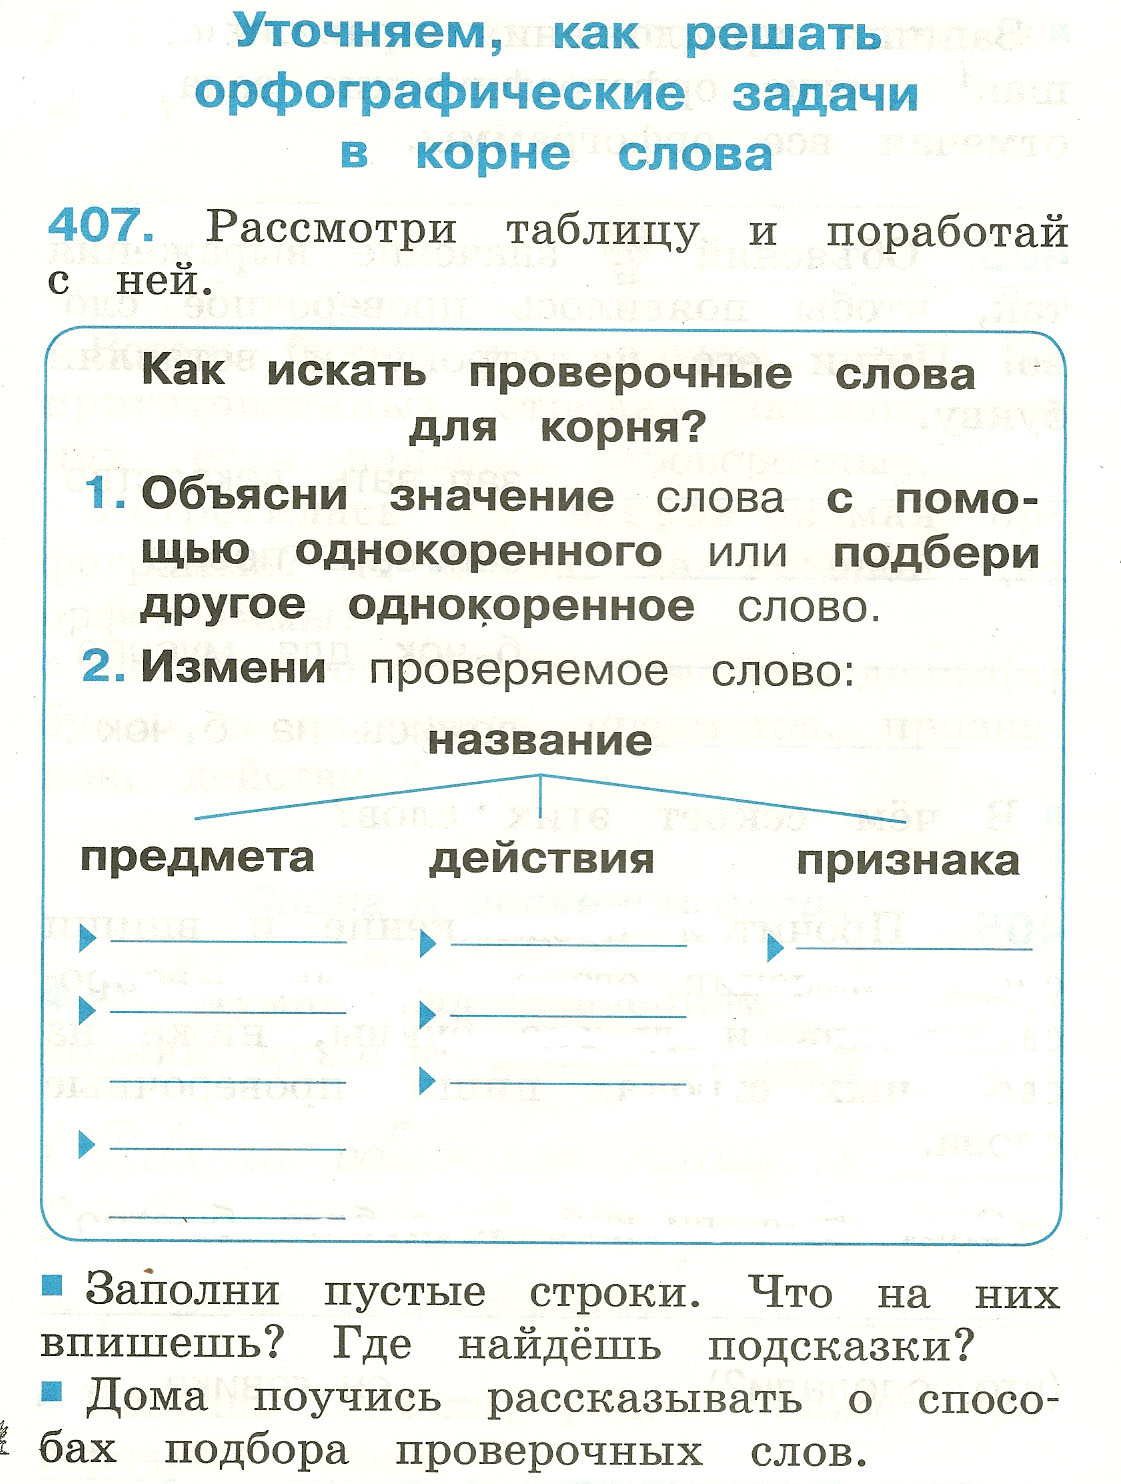 Уточняем, как решать
орфографические задачи
в корне слова
407. Рассмотри таблицу и поработай
с ней.
Как искать проверочные слова
для корня?
1. Объясни значение слова с помо-
щью однокоренного или подбери
другое однокоренное слово.
2. Измени проверяемое слово:
название
предмета действия признака
Заполни пустые строки. Что на них
впишешь? Где найдёшь подсказки?
Дома поучись рассказывать о спосо-
бах подбора проверочных слов.